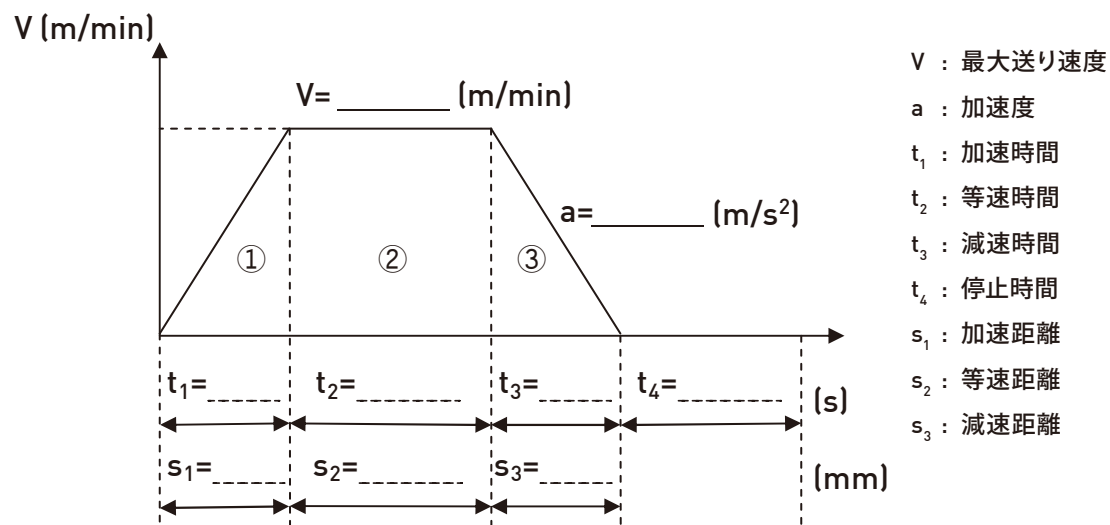 V (m/min)
V= (m/min)
a= (m/s²)
① ② ③
t₁= t₂= t₃= t₄= (s)
s₁= s₂= s₃= (mm)
V : 最大送り速度
a : 加速度
t₁ : 加速時間
t₂ : 等速時間
t₃ : 減速時間
t₄ : 停止時間
s₁ : 加速距離
s₂ : 等速距離
s₃ : 減速距離